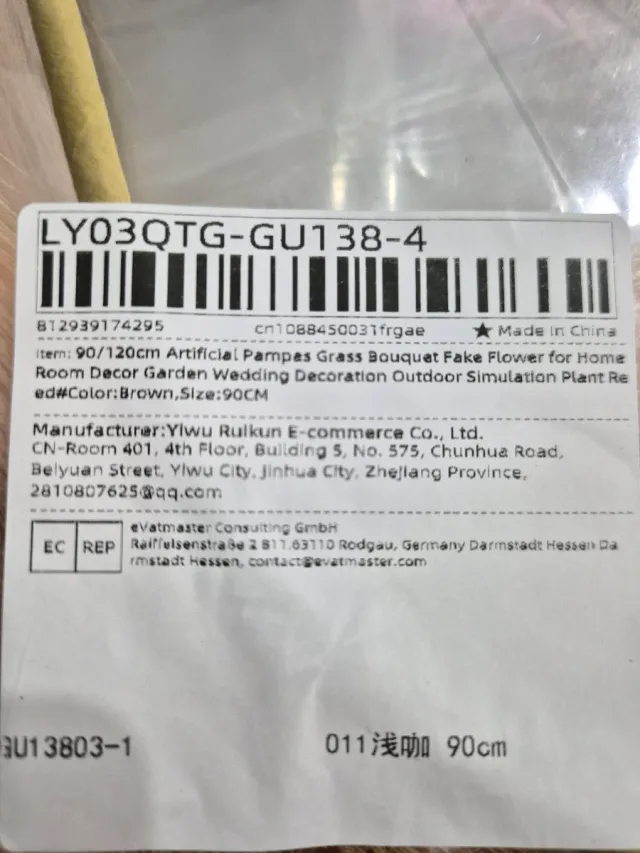 LY03QTG-GU138-4
812939174295 cn1088450031frgae ★ Made in China
Item: 90/120cm Artificial Pampas Grass Bouquet Fake Flower for Home
Room Decor Garden Wedding Decoration Outdoor Simulation Plant Re
ed#Color:Brown,Size:90CM
Manufacturer:Yiwu Ruikun E-commerce Co., Ltd.
CN-Room 401, 4th Floor, Building 5, No. 575, Chunhua Road,
Beiyuan Street, Yiwu City, Jinhua City, Zhejiang Province,
2810807625@qq.com
EC REP
eVatmaster Consulting GmbH
Raiffeisenstraße 2 B11,63110 Rodgau, Germany Darmstadt Hessen Da
rmstadt Hessen, contact@evatmaster.com
GU13803-1 011浅咖 90cm